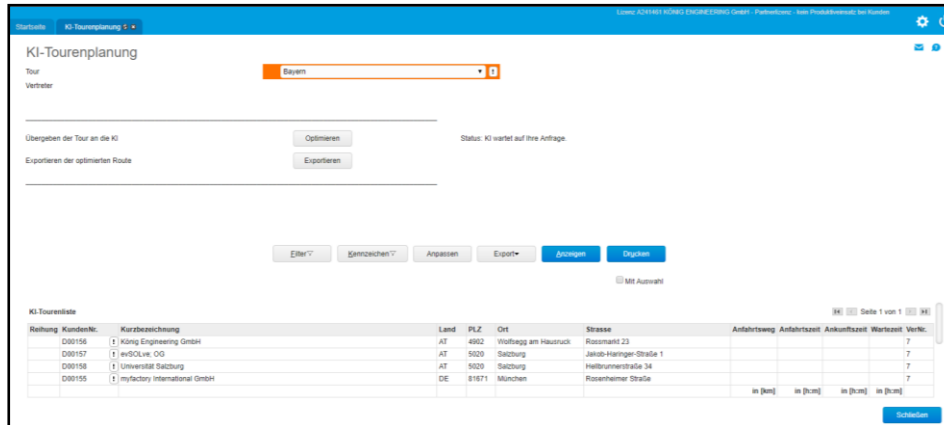 Lizenz A241461 KÖNIG ENGINEERING GmbH - Partnerlizenz - kein Produktiveinsatz bei Kunden
Startseite KI-Tourenplanung
KI-Tourenplanung
Tour Bayern
Vertreter
Übergeben der Tour an die KI Optimieren Status: KI wartet auf Ihre Anfrage.
Exportieren der optimierten Route Exportieren
Filter Kennzeichen Anpassen Export Anzeigen Drucken
Mit Auswahl
KI-Tourenliste Seite 1 von 1
Reihung KundenNr. Kurzbezeichnung Land PLZ Ort Strasse Anfahrtsweg Anfahrtszeit Ankunftszeit Wartezeit VerNr.
D00156 König Engineering GmbH AT 4902 Wolfsegg am Hausruck Rossmarkt 23 7
D00157 evSOLve; OG AT 5020 Salzburg Jakob-Haringer-Straße 1 7
D00158 Universität Salzburg AT 5020 Salzburg Hellbrunnerstraße 34 7
D00155 myfactory International GmbH DE 81671 München Rosenheimer Straße 7
in [km] in [h:m] in [h:m] in [h:m]
Schließen